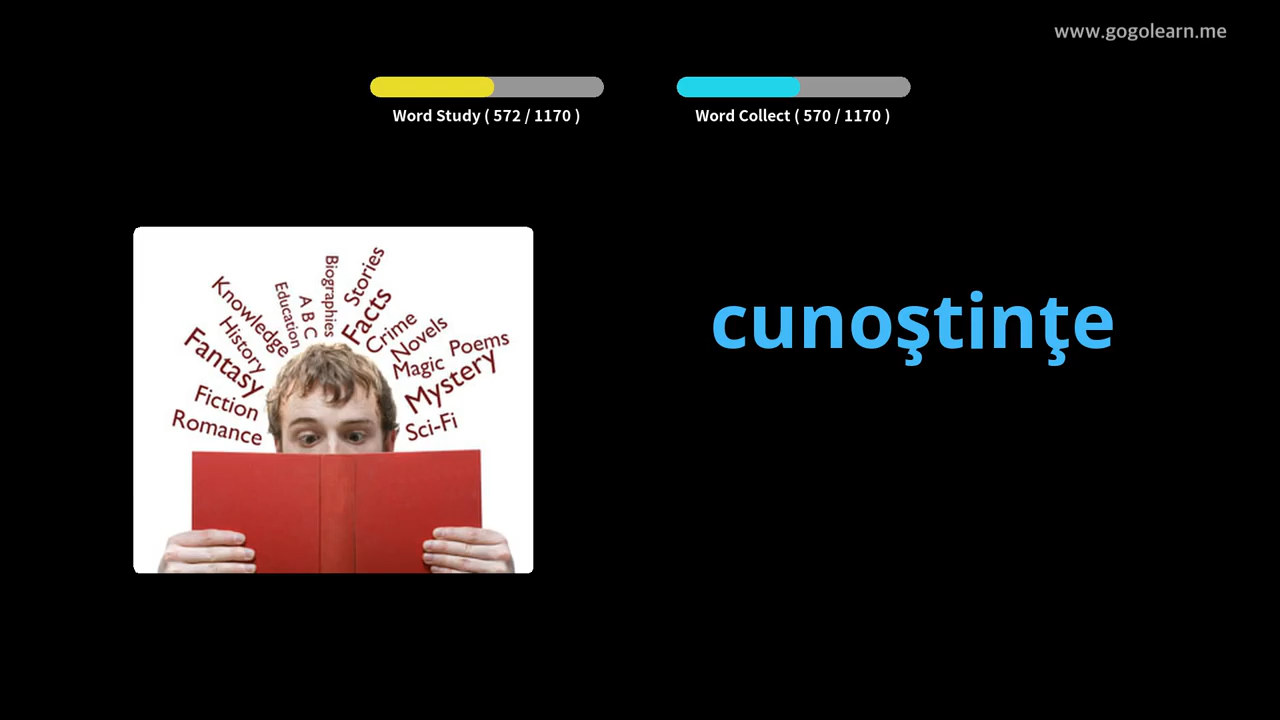 www.gogolearn.me
Word Study ( 572 / 1170 )
Word Collect ( 570 / 1170 )
Knowledge
Education
A B C
Biographies
Stories
Facts
History
Crime
Novels
Poems
Fantasy
Magic
Mystery
Fiction
Romance
Sci-Fi
cunoştinţe